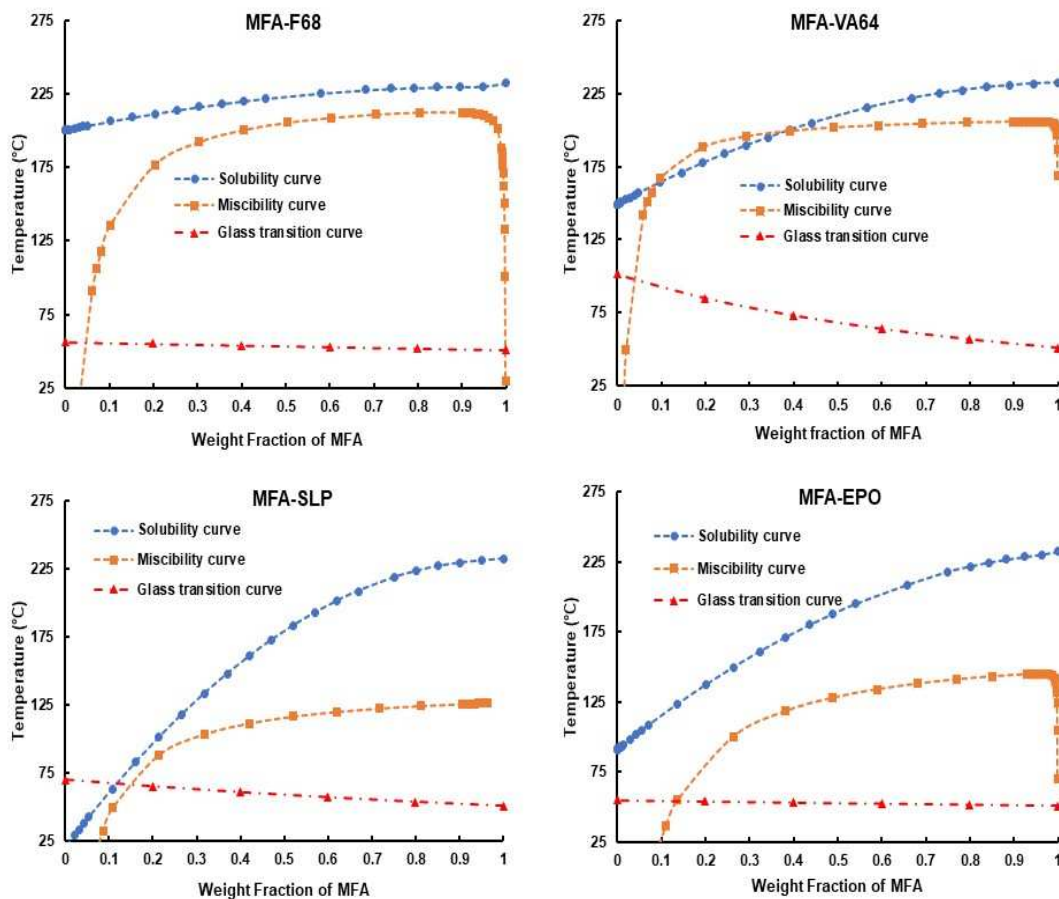 MFA-F68
275
225
175
125
75
25
Temperature (°C)
Solubility curve
Miscibility curve
Glass transition curve
0 0.1 0.2 0.3 0.4 0.5 0.6 0.7 0.8 0.9 1
Weight Fraction of MFA
MFA-VA64
275
225
175
125
75
25
Temperature (°C)
Solubility curve
Miscibility curve
Glass transition curve
0 0.1 0.2 0.3 0.4 0.5 0.6 0.7 0.8 0.9 1
Weight fraction of MFA
MFA-SLP
275
225
175
125
75
25
Temperature (°C)
Solubility curve
Miscibility curve
Glass transition curve
0 0.1 0.2 0.3 0.4 0.5 0.6 0.7 0.8 0.9 1
Weight Fraction of MFA
MFA-EPO
275
225
175
125
75
25
Temperature (°C)
Solubility curve
Miscibility curve
Glass transition curve
0 0.1 0.2 0.3 0.4 0.5 0.6 0.7 0.8 0.9 1
Weight Fraction of MFA